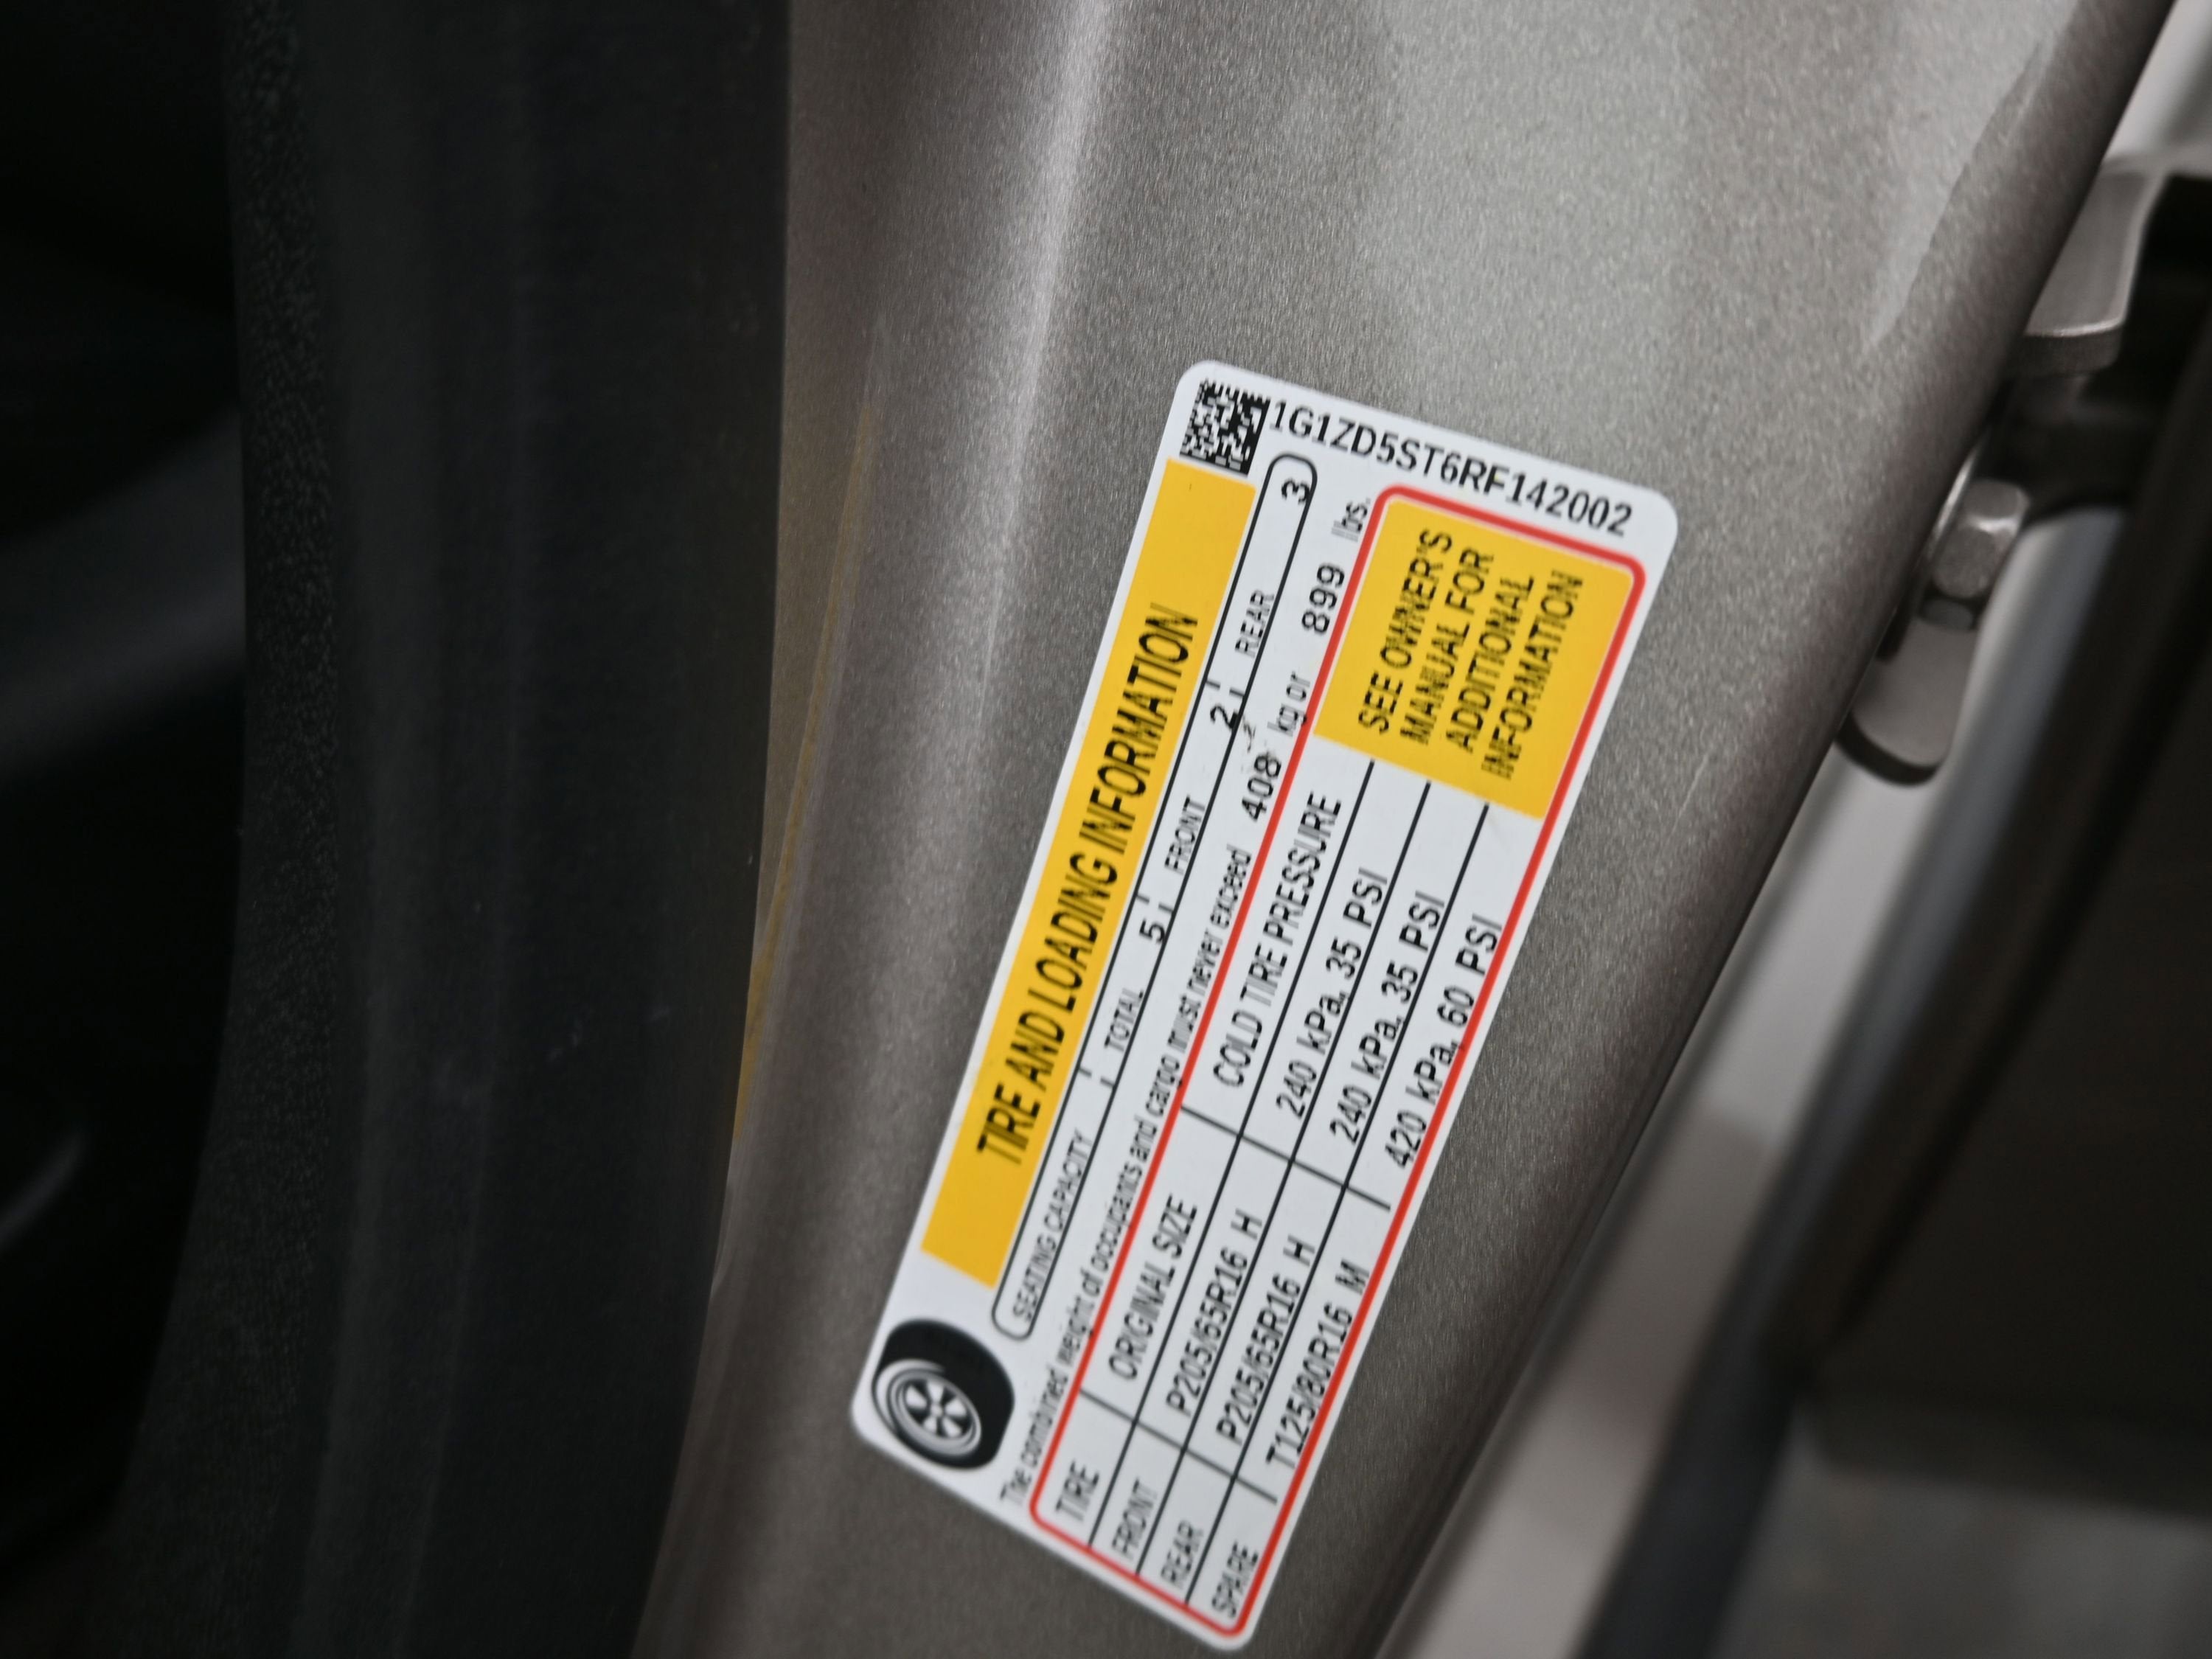 1G1ZD5ST6RF142002
TIRE AND LOADING INFORMATION
SEATING CAPACITY TOTAL 5 FRONT 2 REAR 3
The combined weight of occupants and cargo must never exceed 408 kg or 899 lbs.
TIRE ORIGINAL SIZE COLD TIRE PRESSURE
FRONT P205/65R16 H 240 kPa, 35 PSI
REAR P205/65R16 H 240 kPa, 35 PSI
SPARE T125/80R16 M 420 kPa, 60 PSI
SEE OWNER'S
MANUAL FOR
ADDITIONAL
INFORMATION